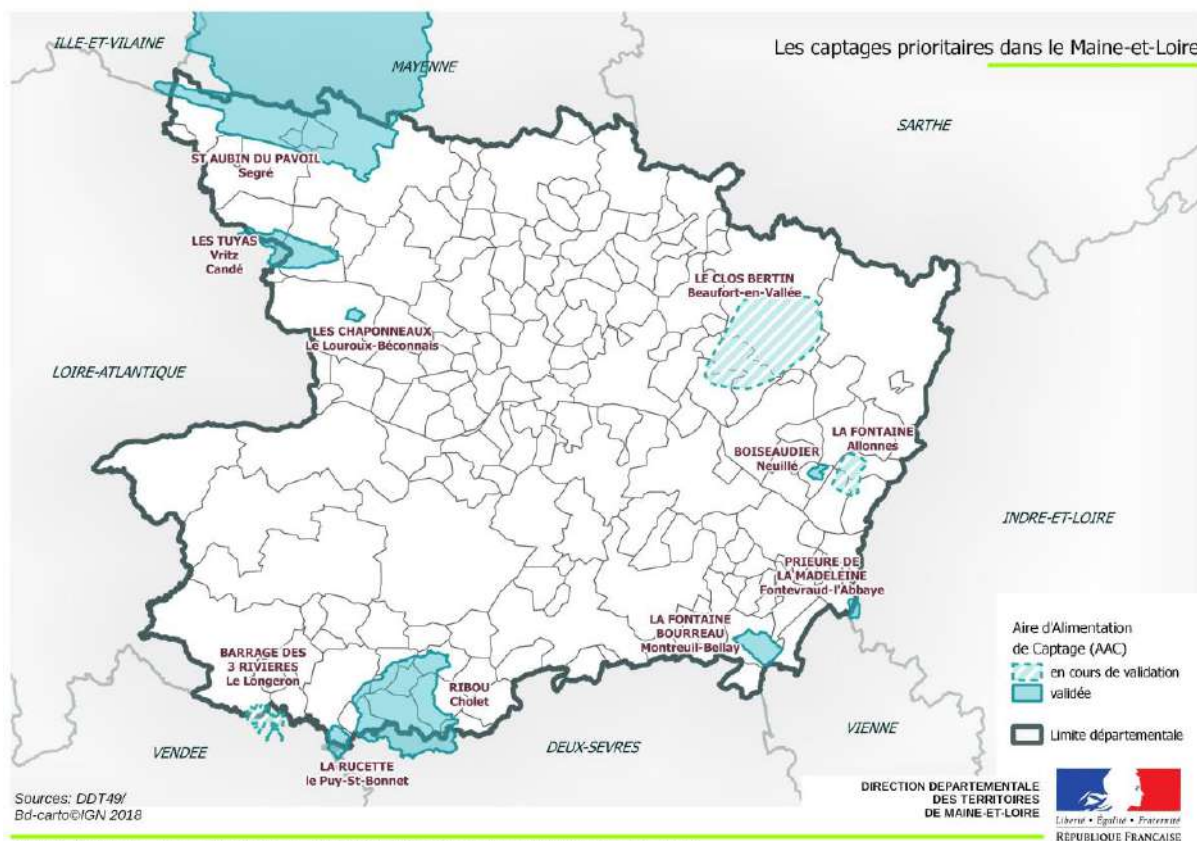 Les captages prioritaires dans le Maine-et-Loire
ILLE-ET-VILAINE
MAYENNE
SARTHE
ST AUBIN DU PAVOIL
Segré
LES TUYAS
Vritz
Candé
LE CLOS BERTIN
Beaufort-en-Vallée
LES CHAPONNEAUX
Le Louroux-Béconnais
LOIRE-ATLANTIQUE
LA FONTAINE
Allonnes
BOISEAUDIER
Neuillé
INDRE-ET-LOIRE
PRIEURE DE
LA MADELEINE
Fontevraud-l'Abbaye
LA FONTAINE
BOURREAU
Montreuil-Bellay
BARRAGE DES
3 RIVIERES
Le Longeron
RIBOU
Cholet
VENDEE
DEUX-SEVRES
VIENNE
LA RUCETTE
le Puy-St-Bonnet
Aire d'Alimentation
de Captage (AAC)
en cours de validation
validée
Limite départementale
Sources: DDT49/
Bd-carto©IGN 2018
DIRECTION DEPARTEMENTALE
DES TERRITOIRES
DE MAINE-ET-LOIRE
Liberté • Égalité • Fraternité
RÉPUBLIQUE FRANÇAISE